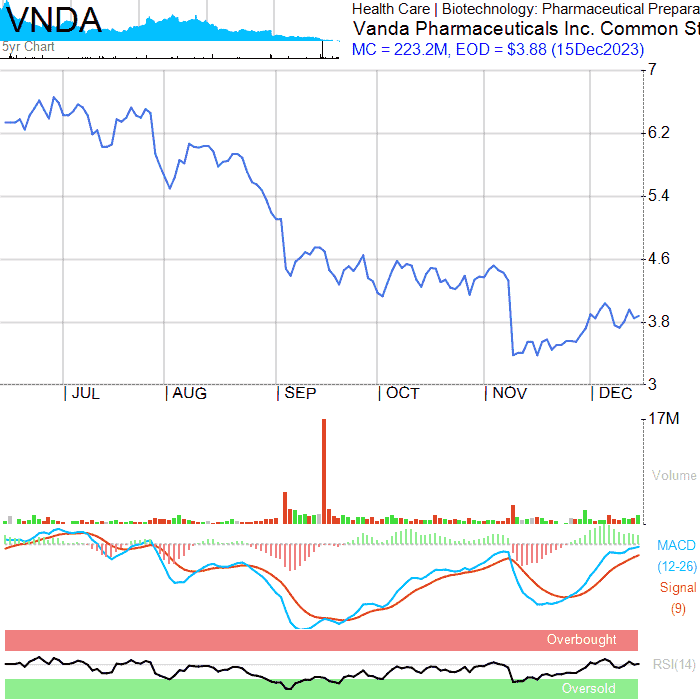 VNDA
5yr Chart
Health Care | Biotechnology: Pharmaceutical Prepara
Vanda Pharmaceuticals Inc. Common St
MC = 223.2M, EOD = $3.88 (15Dec2023)
7
6.2
5.4
4.6
3.8
3
JUL
AUG
SEP
OCT
NOV
DEC
17M
Volume
MACD
(12-26)
Signal
(9)
Overbought
RSI(14)
Oversold